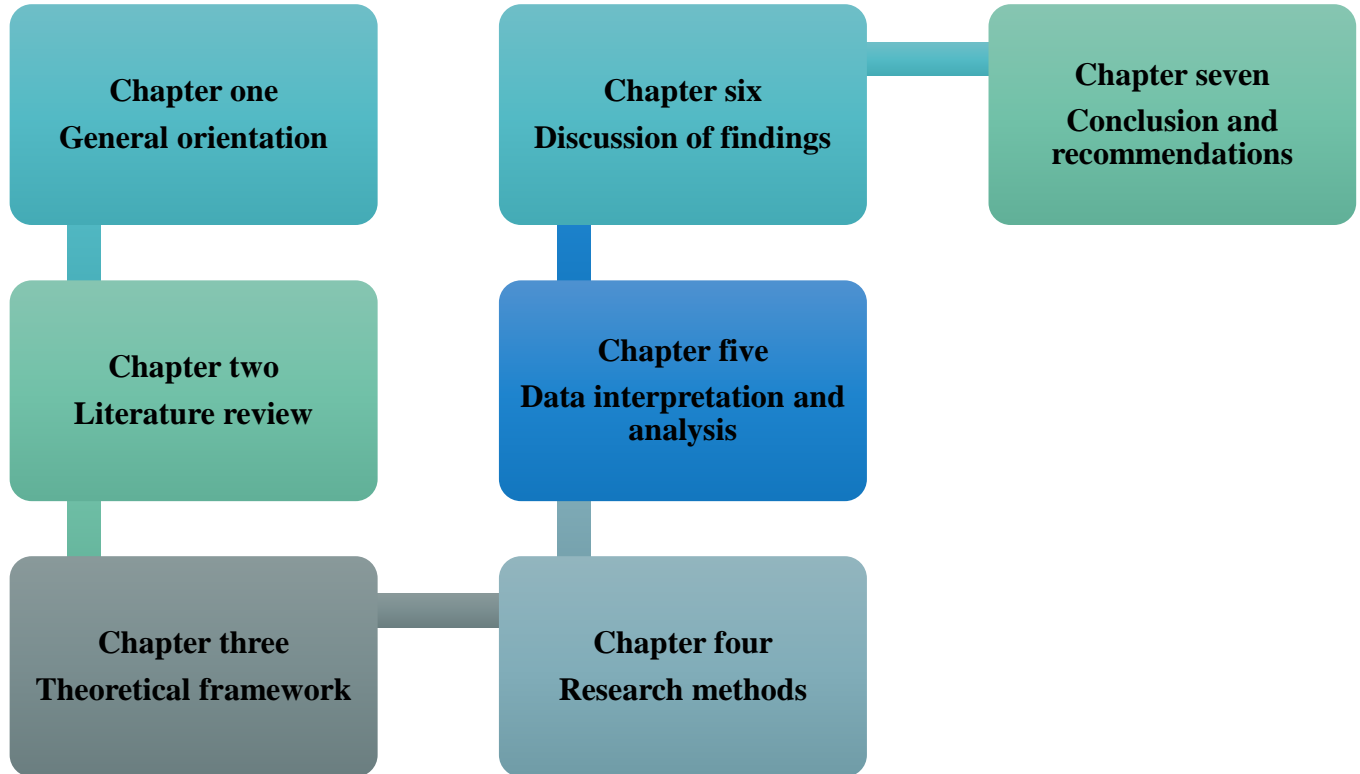 Chapter one
General orientation
Chapter two
Literature review
Chapter three
Theoretical framework
Chapter four
Research methods
Chapter five
Data interpretation and
analysis
Chapter six
Discussion of findings
Chapter seven
Conclusion and
recommendations